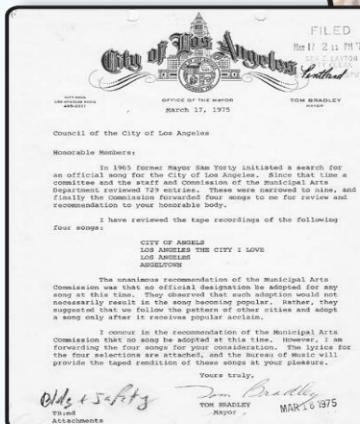 FILED
City of Los Angeles
CITY HALL
OFFICE OF THE MAYOR
TOM BRADLEY
MAYOR
March 17, 1975
Council of the City of Los Angeles
Honorable Members:
In 1965 former Mayor Sam Yorty initiated a search for
an official song for the City of Los Angeles. Since that time a
committee and the staff and Commission of the Municipal Arts
Department reviewed 729 entries. These were narrowed to nine, and
finally the Commission forwarded four songs to me for review and
recommendation to your honorable body.
I have reviewed the tape recordings of the following
four songs:
CITY OF ANGELS
LOS ANGELES THE CITY I LOVE
LOS ANGELES
ANGELTOWN
The unanimous recommendation of the Municipal Arts
Commission was that no official designation be adopted for any
song at this time. They observed that such adoption would not
necessarily result in the song becoming popular. Rather, they
suggested that we follow the pattern of other cities and adopt
a song only after it receives popular acclaim.
I concur in the recommendation of the Municipal Arts
Commission that no song be adopted at this time. However, I am
forwarding the four songs for your consideration. The lyrics for
the four selections are attached, and the Bureau of Music will
provide the taped rendition of these songs at your pleasure.
Yours truly,
Tom Bradley
Bldg & Safety
TOM BRADLEY
Mayor
MAR 18 1975
TB:md
Attachments